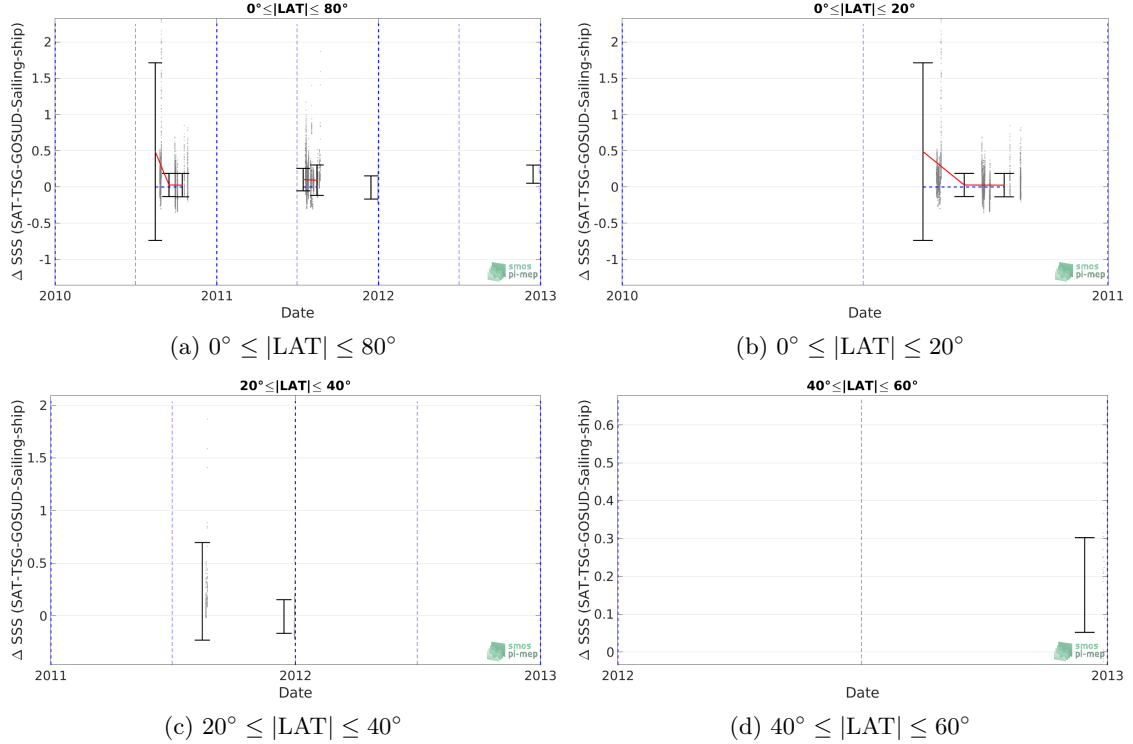 0°≤|LAT|≤ 80°
Δ SSS (SAT-TSG-GOSUD-Sailing-ship)
2
1.5
1
0.5
0
-0.5
-1
2010
2011
2012
2013
Date
smos
pi-mep
(a) 0° ≤ |LAT| ≤ 80°
0°≤|LAT|≤ 20°
Δ SSS (SAT-TSG-GOSUD-Sailing-ship)
2
1.5
1
0.5
0
-0.5
-1
2010
2011
Date
smos
pi-mep
(b) 0° ≤ |LAT| ≤ 20°
20°≤|LAT|≤ 40°
Δ SSS (SAT-TSG-GOSUD-Sailing-ship)
2
1.5
1
0.5
0
2011
2012
2013
Date
smos
pi-mep
(c) 20° ≤ |LAT| ≤ 40°
40°≤|LAT|≤ 60°
Δ SSS (SAT-TSG-GOSUD-Sailing-ship)
0.6
0.5
0.4
0.3
0.2
0.1
0
2012
2013
Date
smos
pi-mep
(d) 40° ≤ |LAT| ≤ 60°